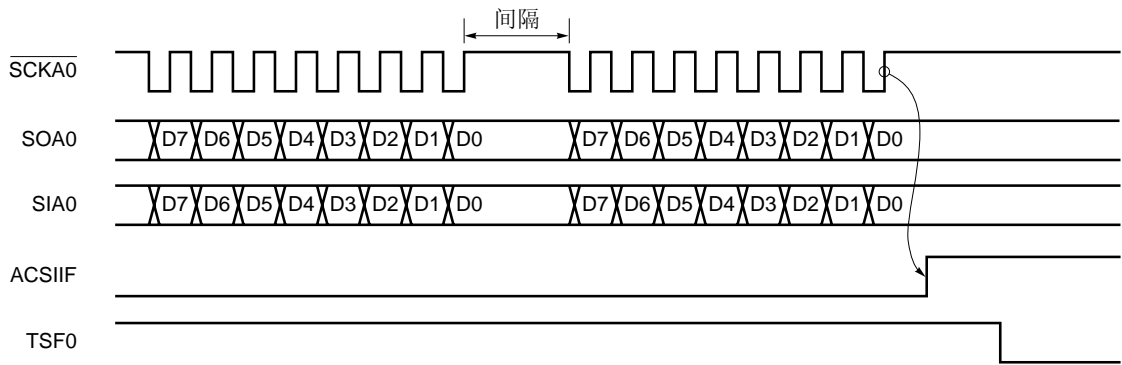 间隔
SCKA0
SOA0 D7 D6 D5 D4 D3 D2 D1 D0 D7 D6 D5 D4 D3 D2 D1 D0
SIA0 D7 D6 D5 D4 D3 D2 D1 D0 D7 D6 D5 D4 D3 D2 D1 D0
ACSIIF
TSF0